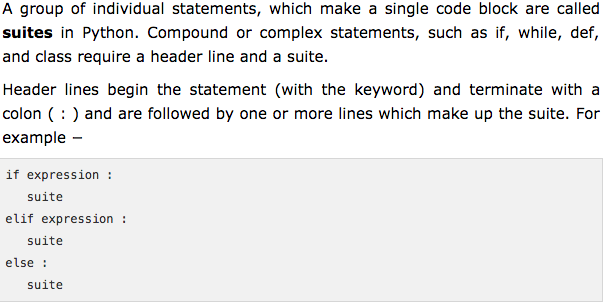 A group of individual statements, which make a single code block are called
suites in Python. Compound or complex statements, such as if, while, def,
and class require a header line and a suite.
Header lines begin the statement (with the keyword) and terminate with a
colon ( : ) and are followed by one or more lines which make up the suite. For
example −
if expression :
   suite
elif expression :
   suite
else :
   suite